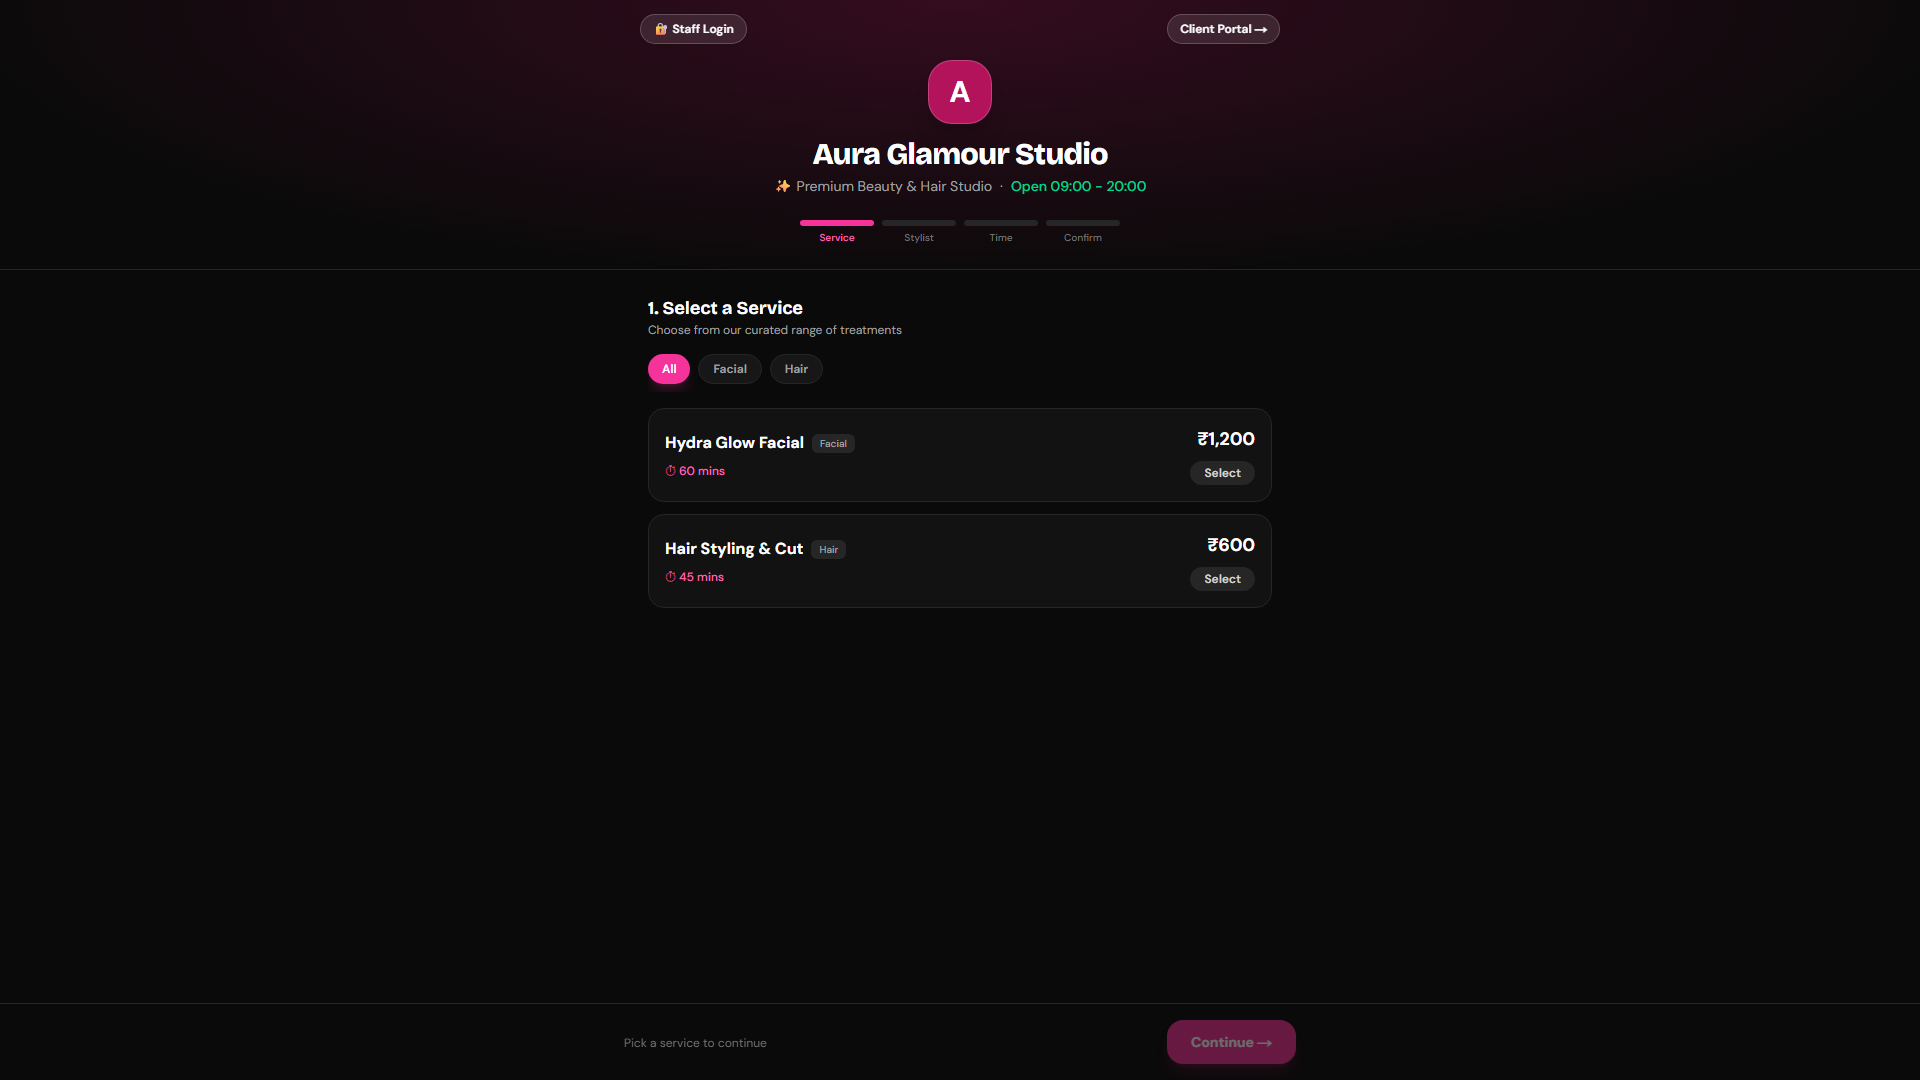 🔐 Staff Login
Client Portal →
A
Aura Glamour Studio
✨ Premium Beauty & Hair Studio · Open 09:00 - 20:00
Service Stylist Time Confirm
1. Select a Service
Choose from our curated range of treatments
All Facial Hair
Hydra Glow Facial Facial ₹1,200
⏱ 60 mins Select
Hair Styling & Cut Hair ₹600
⏱ 45 mins Select
Pick a service to continue
Continue →